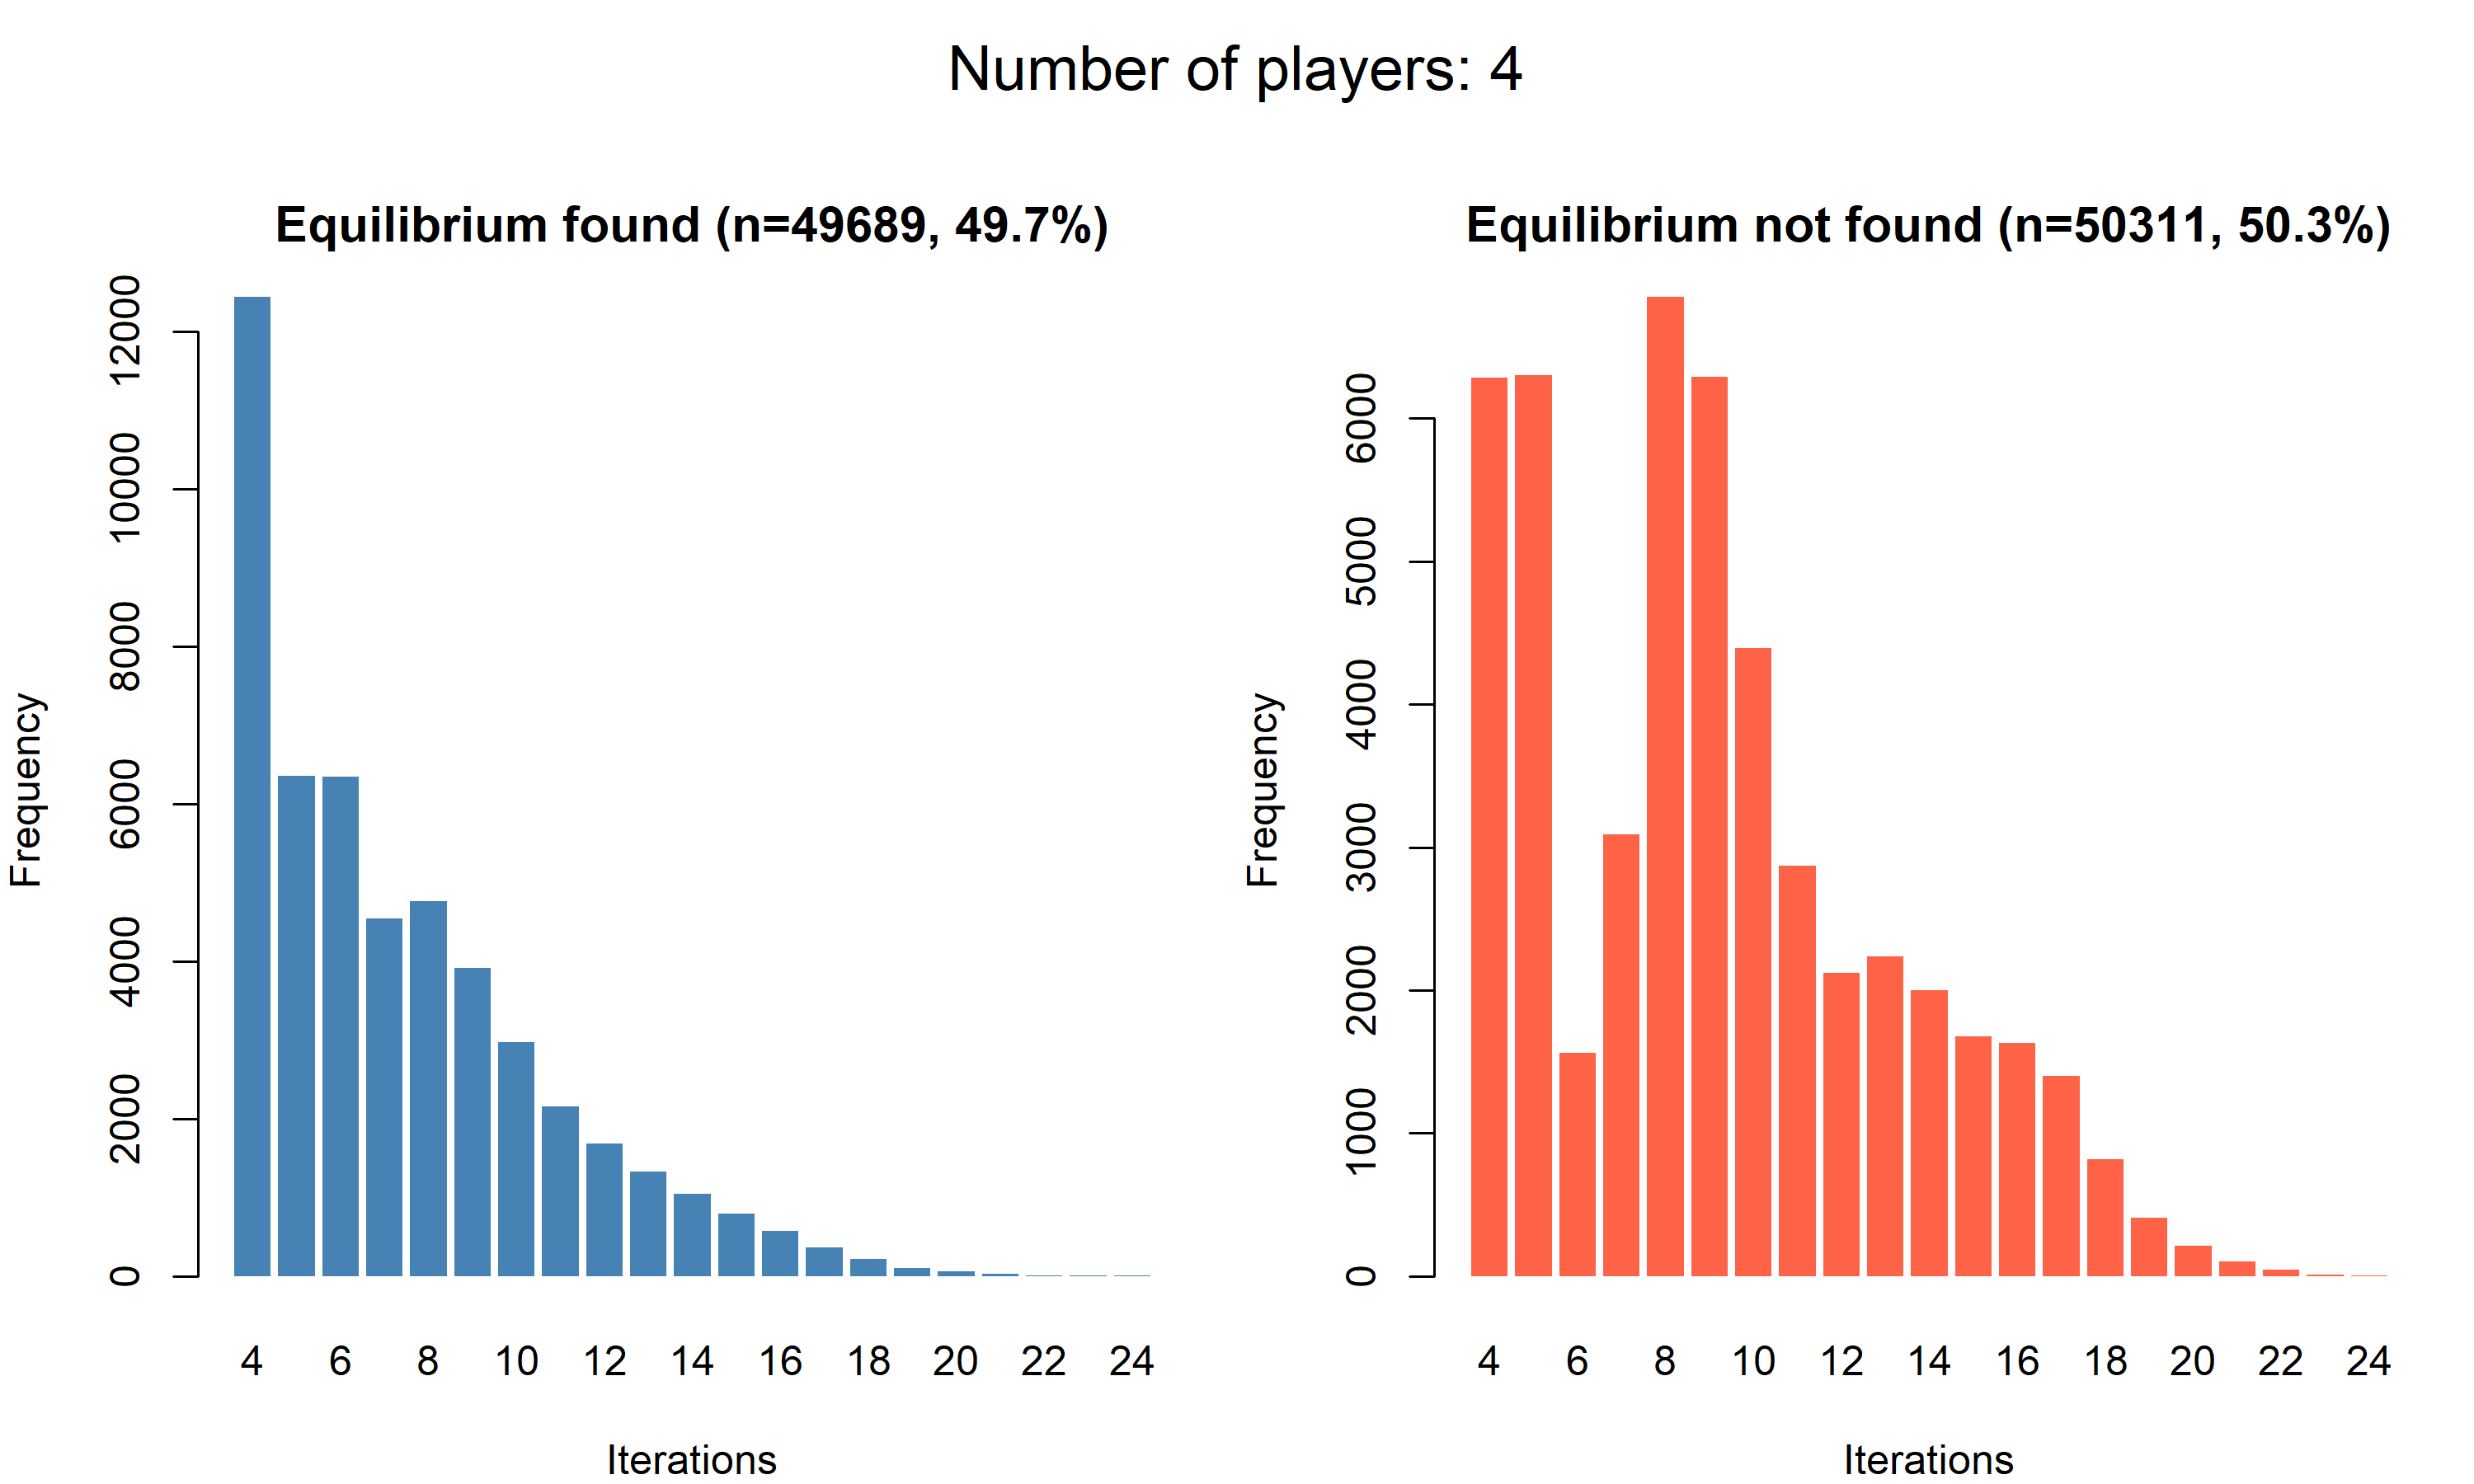 Number of players: 4
Equilibrium found (n=49689, 49.7%)
Frequency
12000
10000
8000
6000
4000
2000
0
4 6 8 10 12 14 16 18 20 22 24
Iterations
Equilibrium not found (n=50311, 50.3%)
Frequency
6000
5000
4000
3000
2000
1000
0
4 6 8 10 12 14 16 18 20 22 24
Iterations